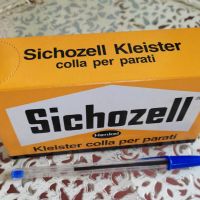 Sichozell Kleister
colla per parati
Sichozell®
Henkel
Kleister colla per parati